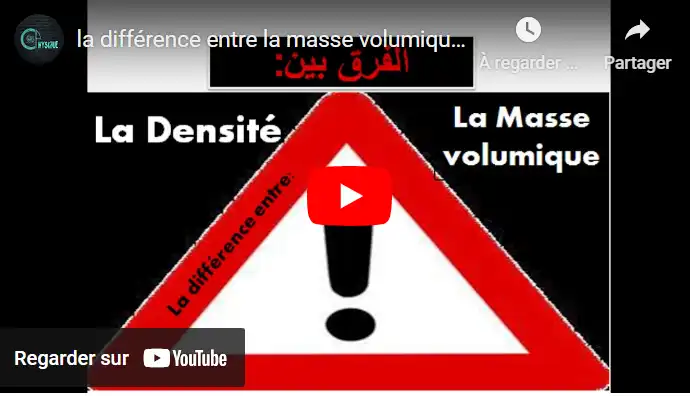 la différence entre la masse volumiqu...
الفرق بين:
À regarder ...
Partager
La Densité
La Masse
volumique
La différence entre:
Regarder sur YouTube